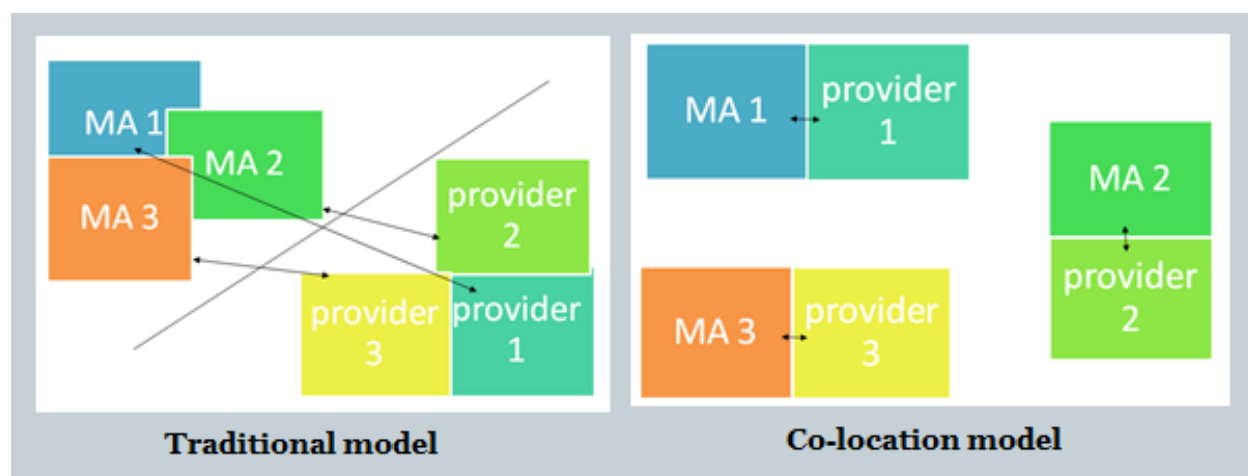 MA 1
MA 2
MA 3
provider
2
provider
3
provider
1
Traditional model
MA 1
provider
1
MA 2
provider
2
MA 3
provider
3
Co-location model